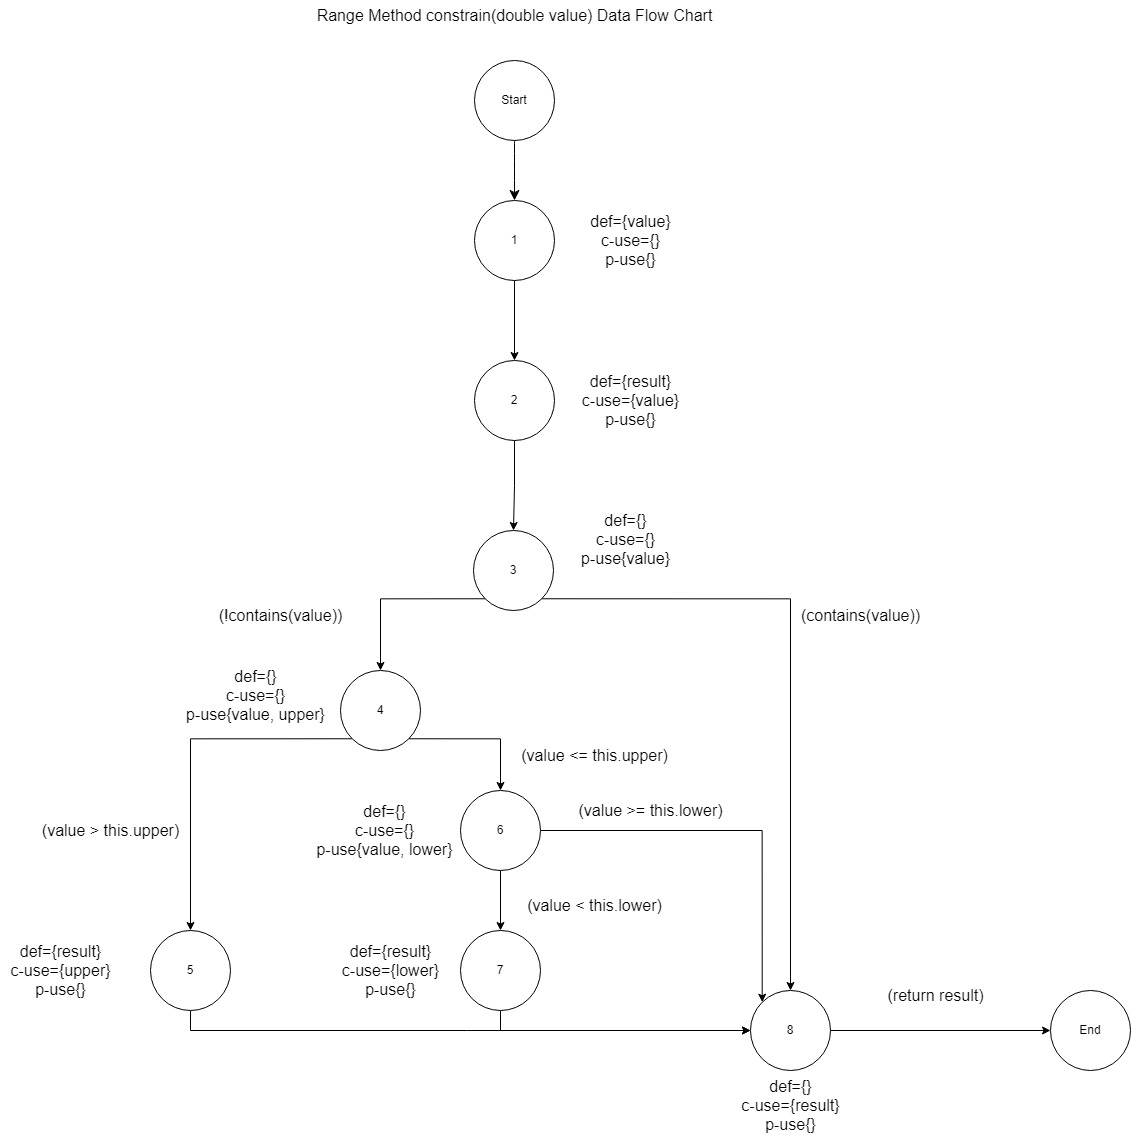 Range Method constrain(double value) Data Flow Chart
Start
1
def={value}
c-use={}
p-use{}
2
def={result}
c-use={value}
p-use{}
3
def={}
c-use={}
p-use{value}
(!contains(value))
(contains(value))
4
def={}
c-use={}
p-use{value, upper}
(value <= this.upper)
(value > this.upper)
6
def={}
c-use={}
p-use{value, lower}
(value >= this.lower)
(value < this.lower)
5
def={result}
c-use={upper}
p-use{}
7
def={result}
c-use={lower}
p-use{}
(return result)
8
End
def={}
c-use={result}
p-use{}